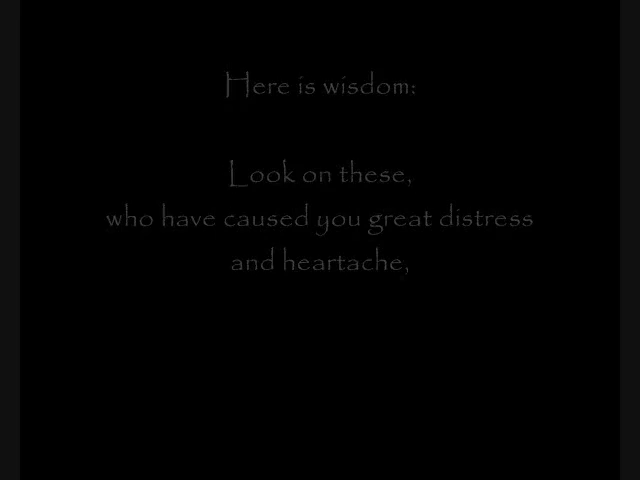 Here is wisdom:
Look on these,
who have caused you great distress
and heartache,